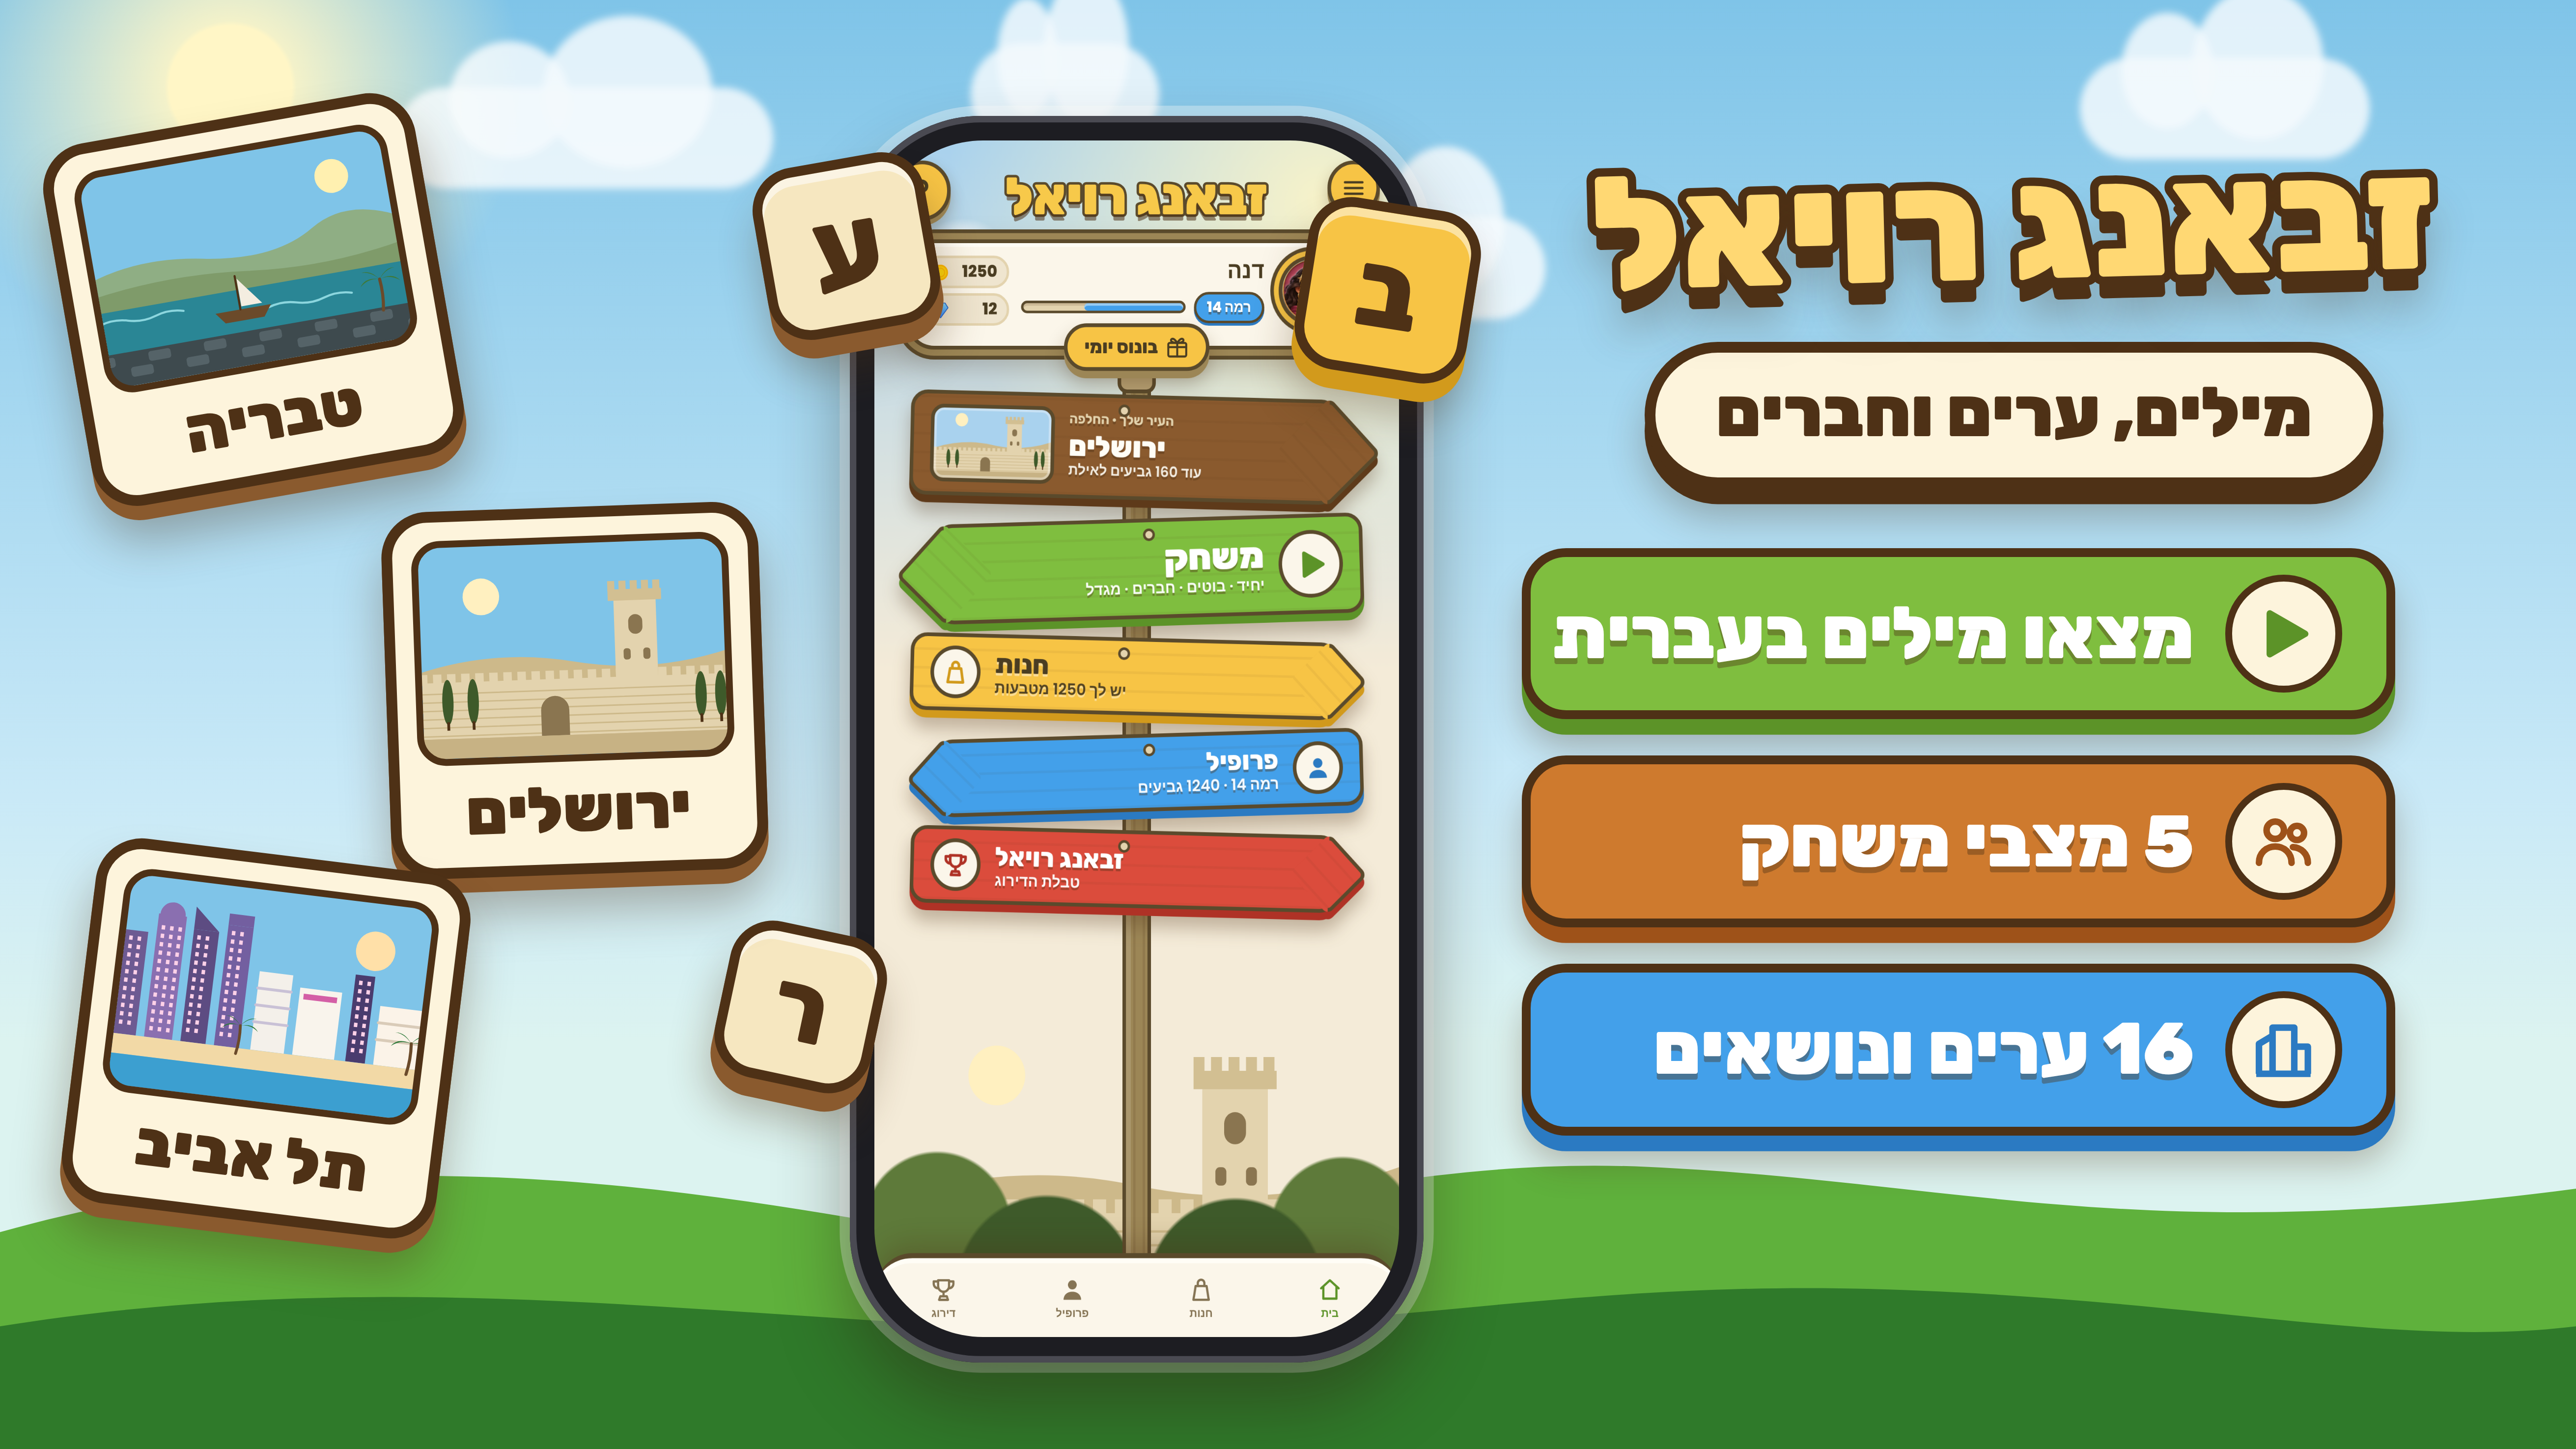 זבאנג רויאל
מילים, ערים וחברים
מצאו מילים בעברית
5 מצבי משחק
16 ערים ונושאים
ב
ע
ר
זבאנג רויאל
דנה
רמה 14
1250
12
בונוס יומי
העיר שלך · החלפה
ירושלים
עוד 160 גביעים לאילת
משחק
יחיד · בוטים · חברים · מגדל
חנות
יש לך 1250 מטבעות
פרופיל
רמה 14 · 1240 גביעים
זבאנג רויאל
טבלת הדירוג
בית
חנות
פרופיל
דירוג
טבריה
ירושלים
תל אביב